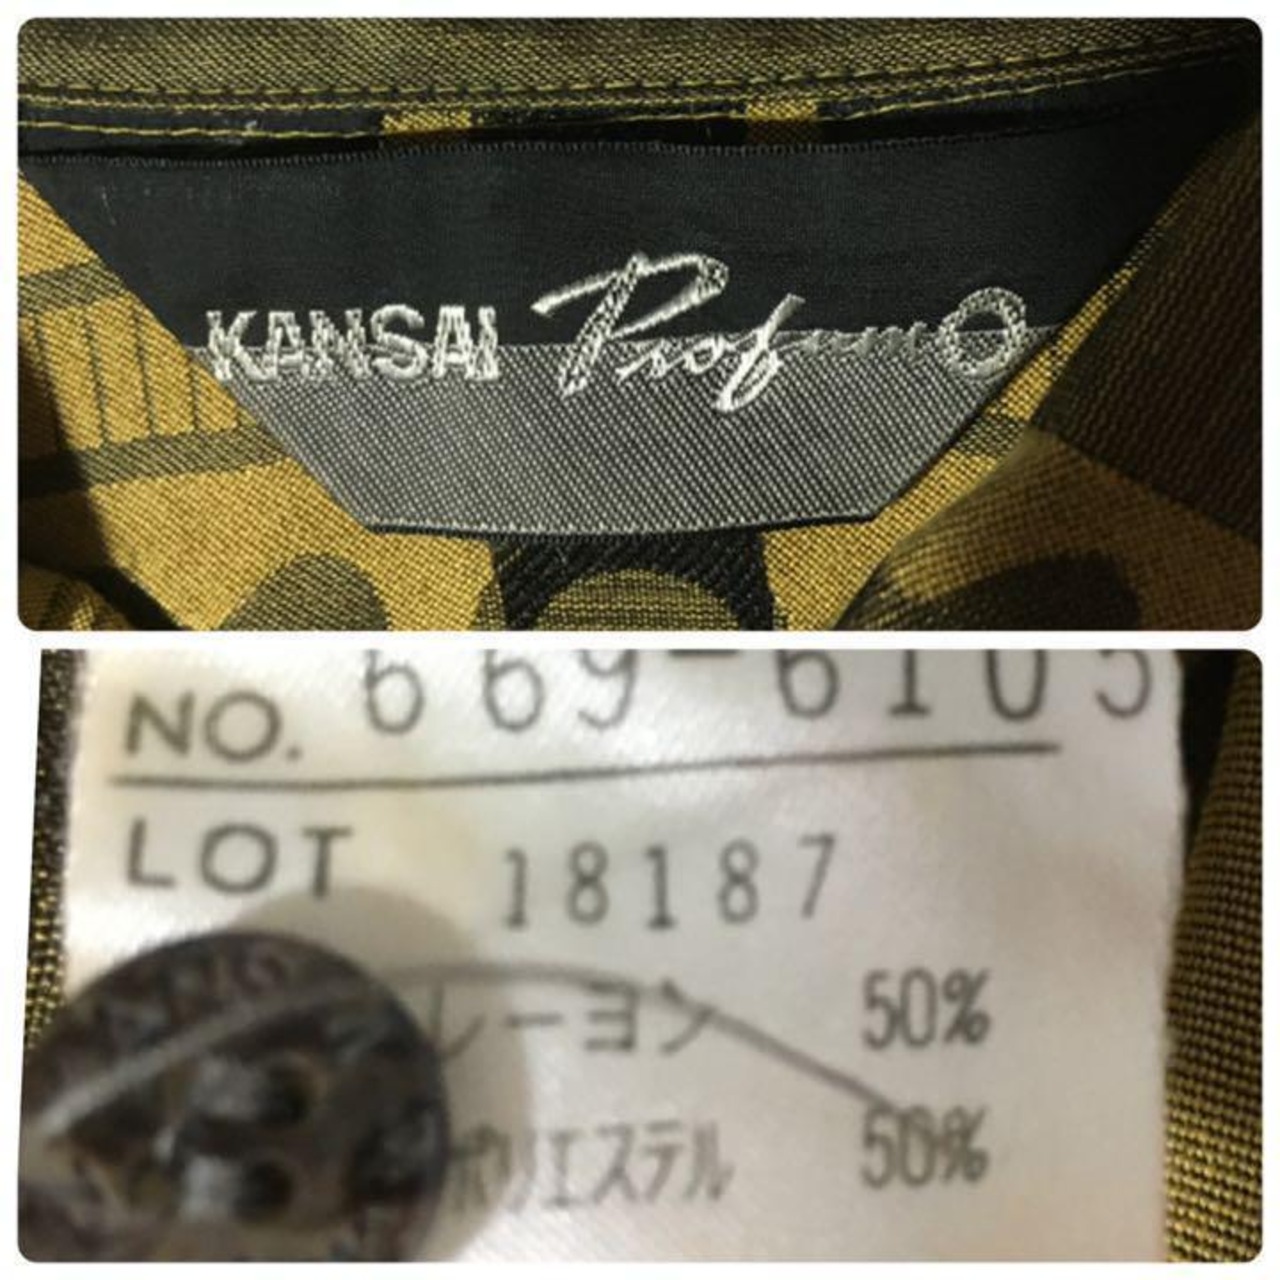 KANSAI Profumo
NO. 669-6105
LOT 18187
レーヨン 50%
ポリエステル 50%